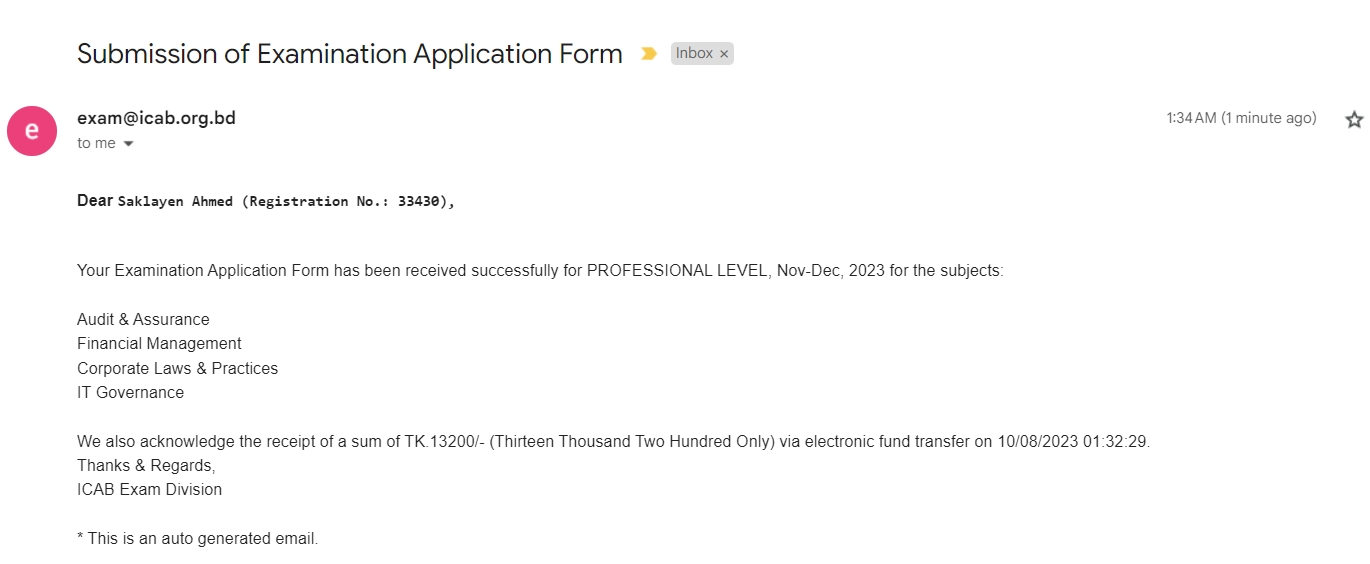 Submission of Examination Application Form Inbox ×
e
exam@icab.org.bd 1:34 AM (1 minute ago)
to me
Dear Saklayen Ahmed (Registration No.: 33430),
Your Examination Application Form has been received successfully for PROFESSIONAL LEVEL, Nov-Dec, 2023 for the subjects:
Audit & Assurance
Financial Management
Corporate Laws & Practices
IT Governance
We also acknowledge the receipt of a sum of TK.13200/- (Thirteen Thousand Two Hundred Only) via electronic fund transfer on 10/08/2023 01:32:29.
Thanks & Regards,
ICAB Exam Division
* This is an auto generated email.